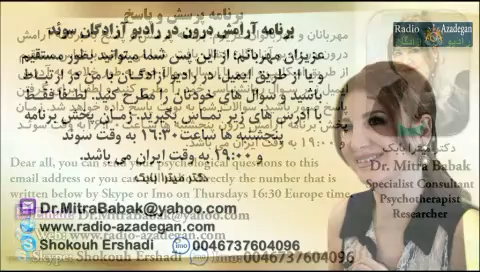 برنامه پرسش و پاسخ
Radio Azadegan
برنامه آرامش درون در رادیو آزادگان سوئد
عزیزان مهربانم؛ از این پس شما میتوانید بطور مستقیم
و یا از طریق ایمیل در رادیو آزادگان با من در ارتباط
باشید و سوال های خودتان را مطرح کنید. لطفا فقط
با آدرس های زیر تماس بگیرید. زمان پخش برنامه
پنجشنبه ها ساعت ۱۶:۳۰ به وقت سوئد
و ۱۹:۰۰ به وقت ایران می باشد.
دکتر میترا بابک
Dear all, you can send your psychological questions to this
email address or you can call directly the number that is
written below by Skype or Imo on Thursdays 16:30 Europe time.
دکتر میترا بابک
Dr. Mitra Babak
Specialist Consultant
Psychotherapist
Researcher
Dr.MitraBabak@yahoo.com
www.radio-azadegan.com
Shokouh Ershadi imo 0046737604096